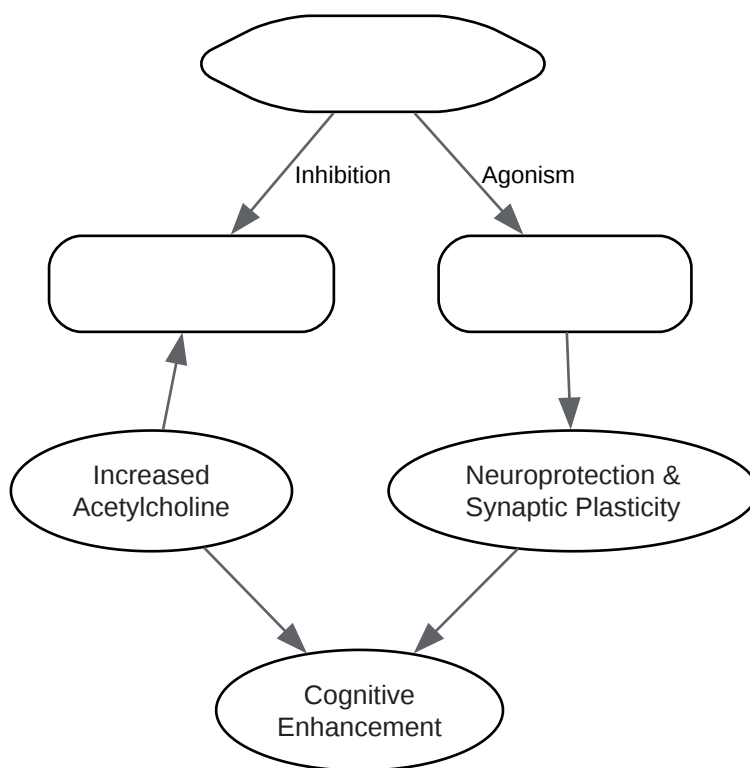 Inhibition
Agonism
Increased
Acetylcholine
Neuroprotection &
Synaptic Plasticity
Cognitive
Enhancement